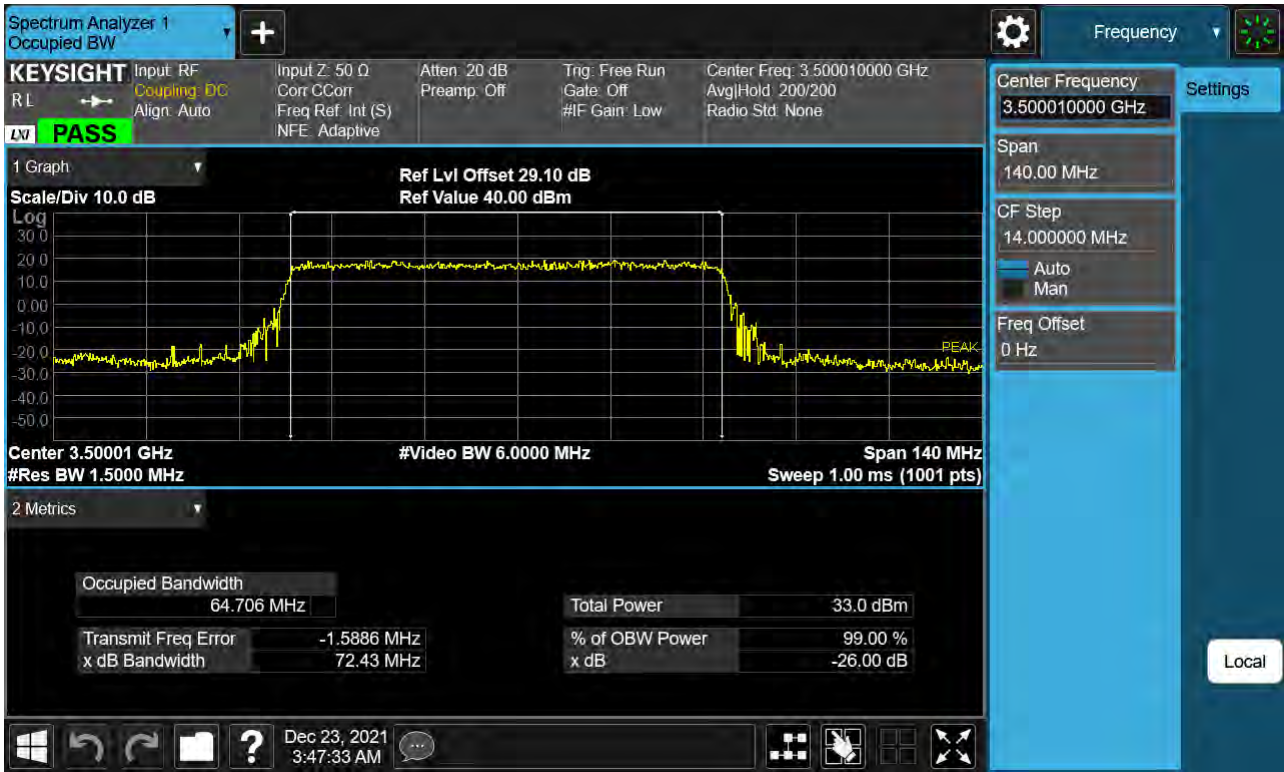 Spectrum Analyzer 1
Occupied BW
+
Frequency
KEYSIGHT
RL
LXI
PASS
Input: RF
Coupling: DC
Align: Auto
Input Z: 50 Ω
Corr CCorr
Freq Ref: Int (S)
NFE: Adaptive
Atten: 20 dB
Preamp: Off
Trig: Free Run
Gate: Off
#IF Gain: Low
Center Freq: 3.500010000 GHz
Avg|Hold: 200/200
Radio Std: None
1 Graph
Scale/Div 10.0 dB
Ref Lvl Offset 29.10 dB
Ref Value 40.00 dBm
Log
30.0
20.0
10.0
0.00
-10.0
-20.0
-30.0
-40.0
-50.0
PEAK
Center 3.50001 GHz
#Res BW 1.5000 MHz
#Video BW 6.0000 MHz
Span 140 MHz
Sweep 1.00 ms (1001 pts)
2 Metrics
Occupied Bandwidth
64.706 MHz
Transmit Freq Error -1.5886 MHz
x dB Bandwidth 72.43 MHz
Total Power 33.0 dBm
% of OBW Power 99.00 %
x dB -26.00 dB
Center Frequency
3.500010000 GHz
Span
140.00 MHz
CF Step
14.000000 MHz
Auto
Man
Freq Offset
0 Hz
Settings
Local
?
Dec 23, 2021
3:47:33 AM